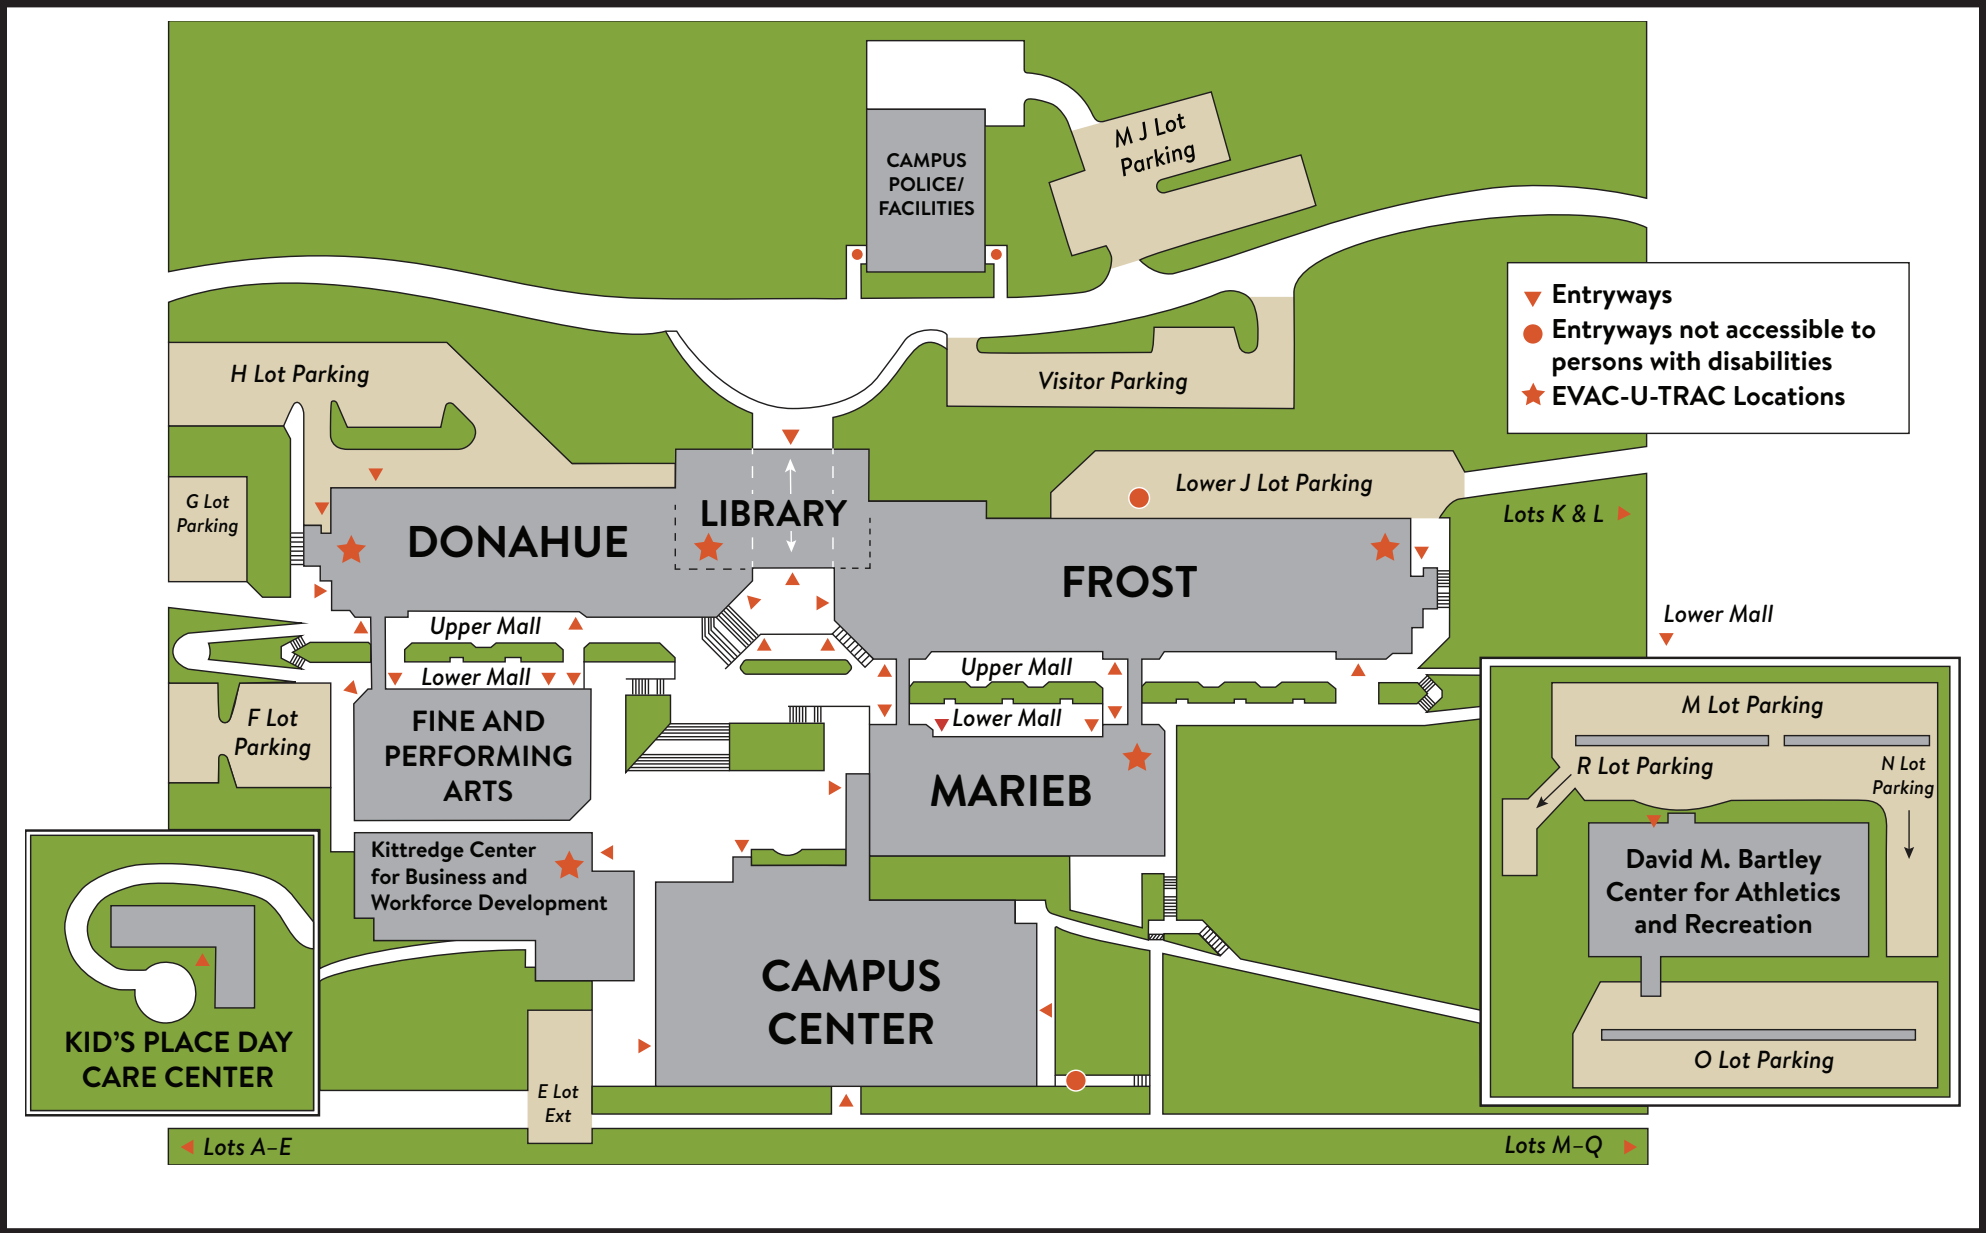 CAMPUS
POLICE/
FACILITIES
M J Lot
Parking
Entryways
Entryways not accessible to
persons with disabilities
EVAC-U-TRAC Locations
H Lot Parking
Visitor Parking
G Lot
Parking
DONAHUE
LIBRARY
Lower J Lot Parking
Lots K & L
FROST
Upper Mall
Lower Mall
Upper Mall
Lower Mall
Lower Mall
F Lot
Parking
FINE AND
PERFORMING
ARTS
MARIEB
M Lot Parking
R Lot Parking
N Lot
Parking
David M. Bartley
Center for Athletics
and Recreation
O Lot Parking
Kittredge Center
for Business and
Workforce Development
CAMPUS
CENTER
KID'S PLACE DAY
CARE CENTER
E Lot
Ext
Lots A–E
Lots M–Q